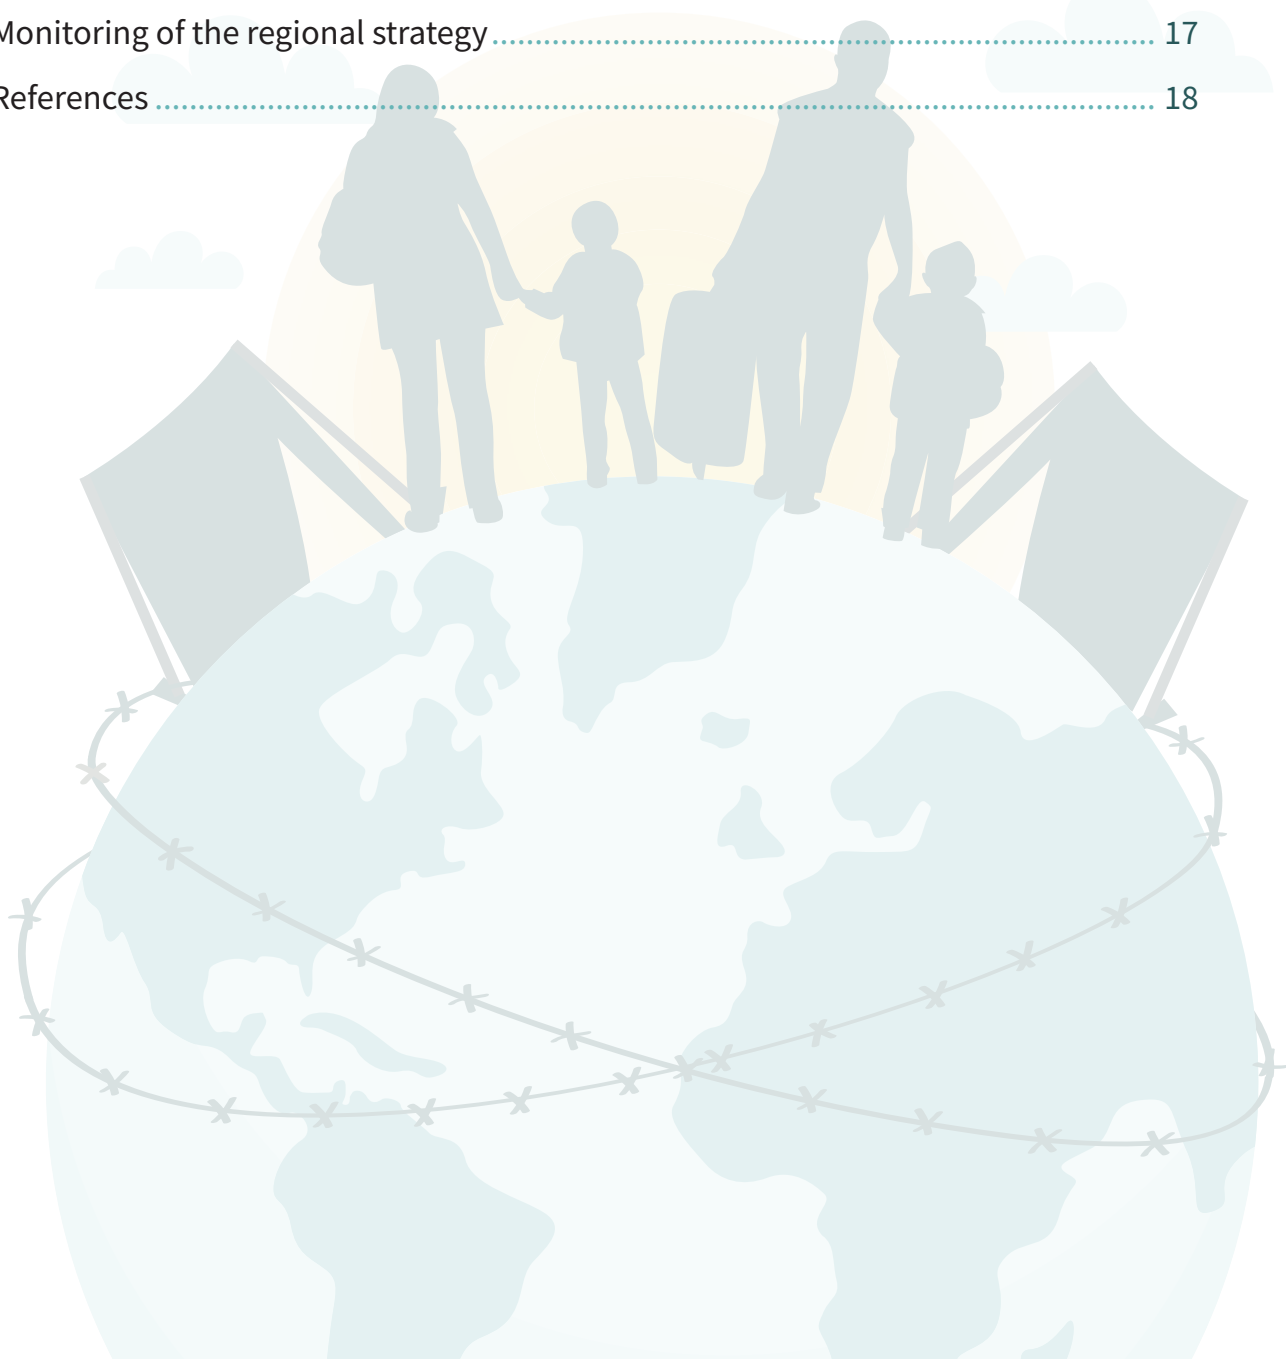 Monitoring of the regional strategy 17
References 18